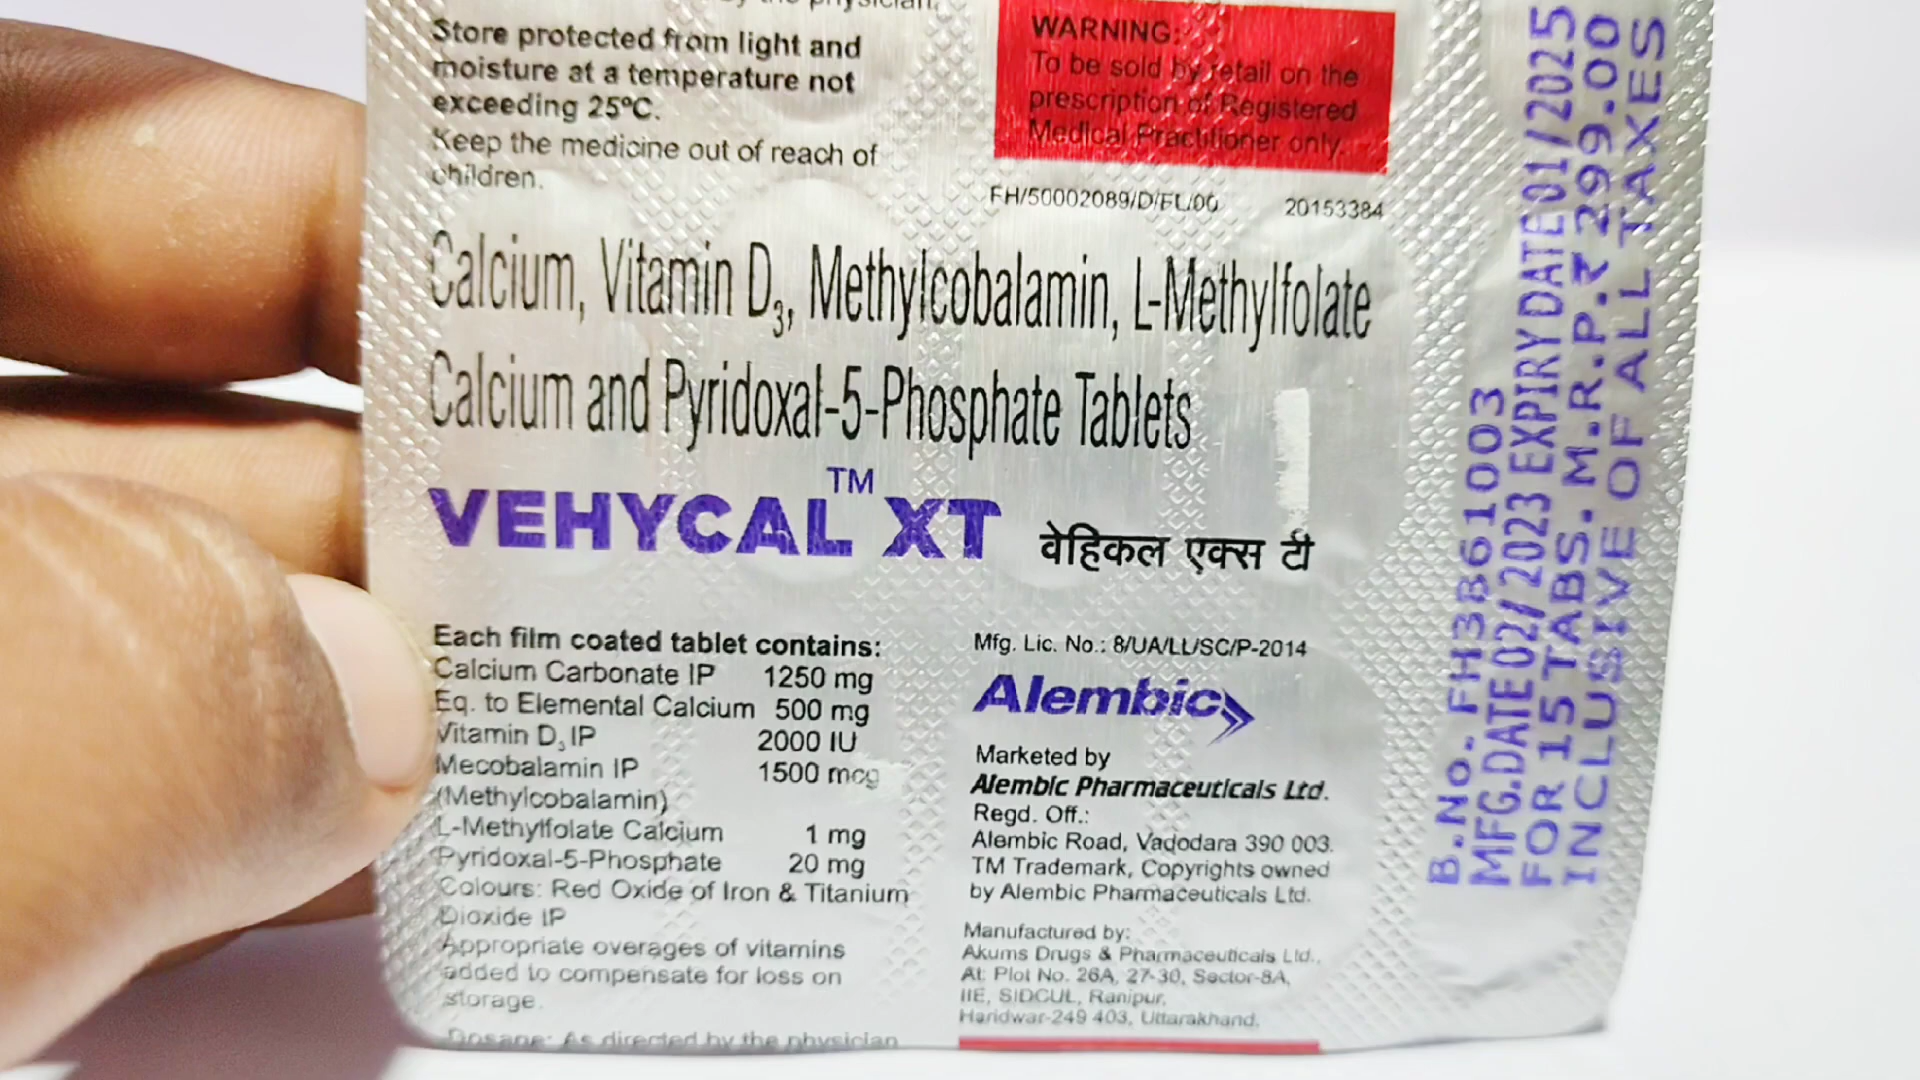 by the physician.
Store protected from light and
moisture at a temperature not
exceeding 25ºC.
Keep the medicine out of reach of
children.
WARNING:
To be sold by retail on the
prescription of Registered
Medical Practitioner only.
FH/50002089/D/FL/00 20153384
Calcium, Vitamin D3, Methylcobalamin, L-Methylfolate
Calcium and Pyridoxal-5-Phosphate Tablets
VEHYCAL™ XT वेहिकल एक्स टी
Each film coated tablet contains:
Calcium Carbonate IP 1250 mg
Eq. to Elemental Calcium 500 mg
Vitamin D3 IP 2000 IU
Mecobalamin IP 1500 mcg
(Methylcobalamin)
L-Methylfolate Calcium 1 mg
Pyridoxal-5-Phosphate 20 mg
Colours: Red Oxide of Iron & Titanium
Dioxide IP
Appropriate overages of vitamins
added to compensate for loss on
storage.
Dosage: As directed by the physician
Mfg. Lic. No.: 8/UA/LL/SC/P-2014
Alembic
Marketed by
Alembic Pharmaceuticals Ltd.
Regd. Off.:
Alembic Road, Vadodara 390 003.
TM Trademark, Copyrights owned
by Alembic Pharmaceuticals Ltd.
Manufactured by:
Akums Drugs & Pharmaceuticals Ltd.,
At: Plot No. 26A, 27-30, Sector-8A,
IIE, SIDCUL, Ranipur,
Haridwar-249 403, Uttarakhand.
B.No. FH3B61003
MFG.DATE 02/2023 EXPIRY DATE 01/2025
FOR 15 TABS. M.R.P.₹ 299.00
INCLUSIVE OF ALL TAXES